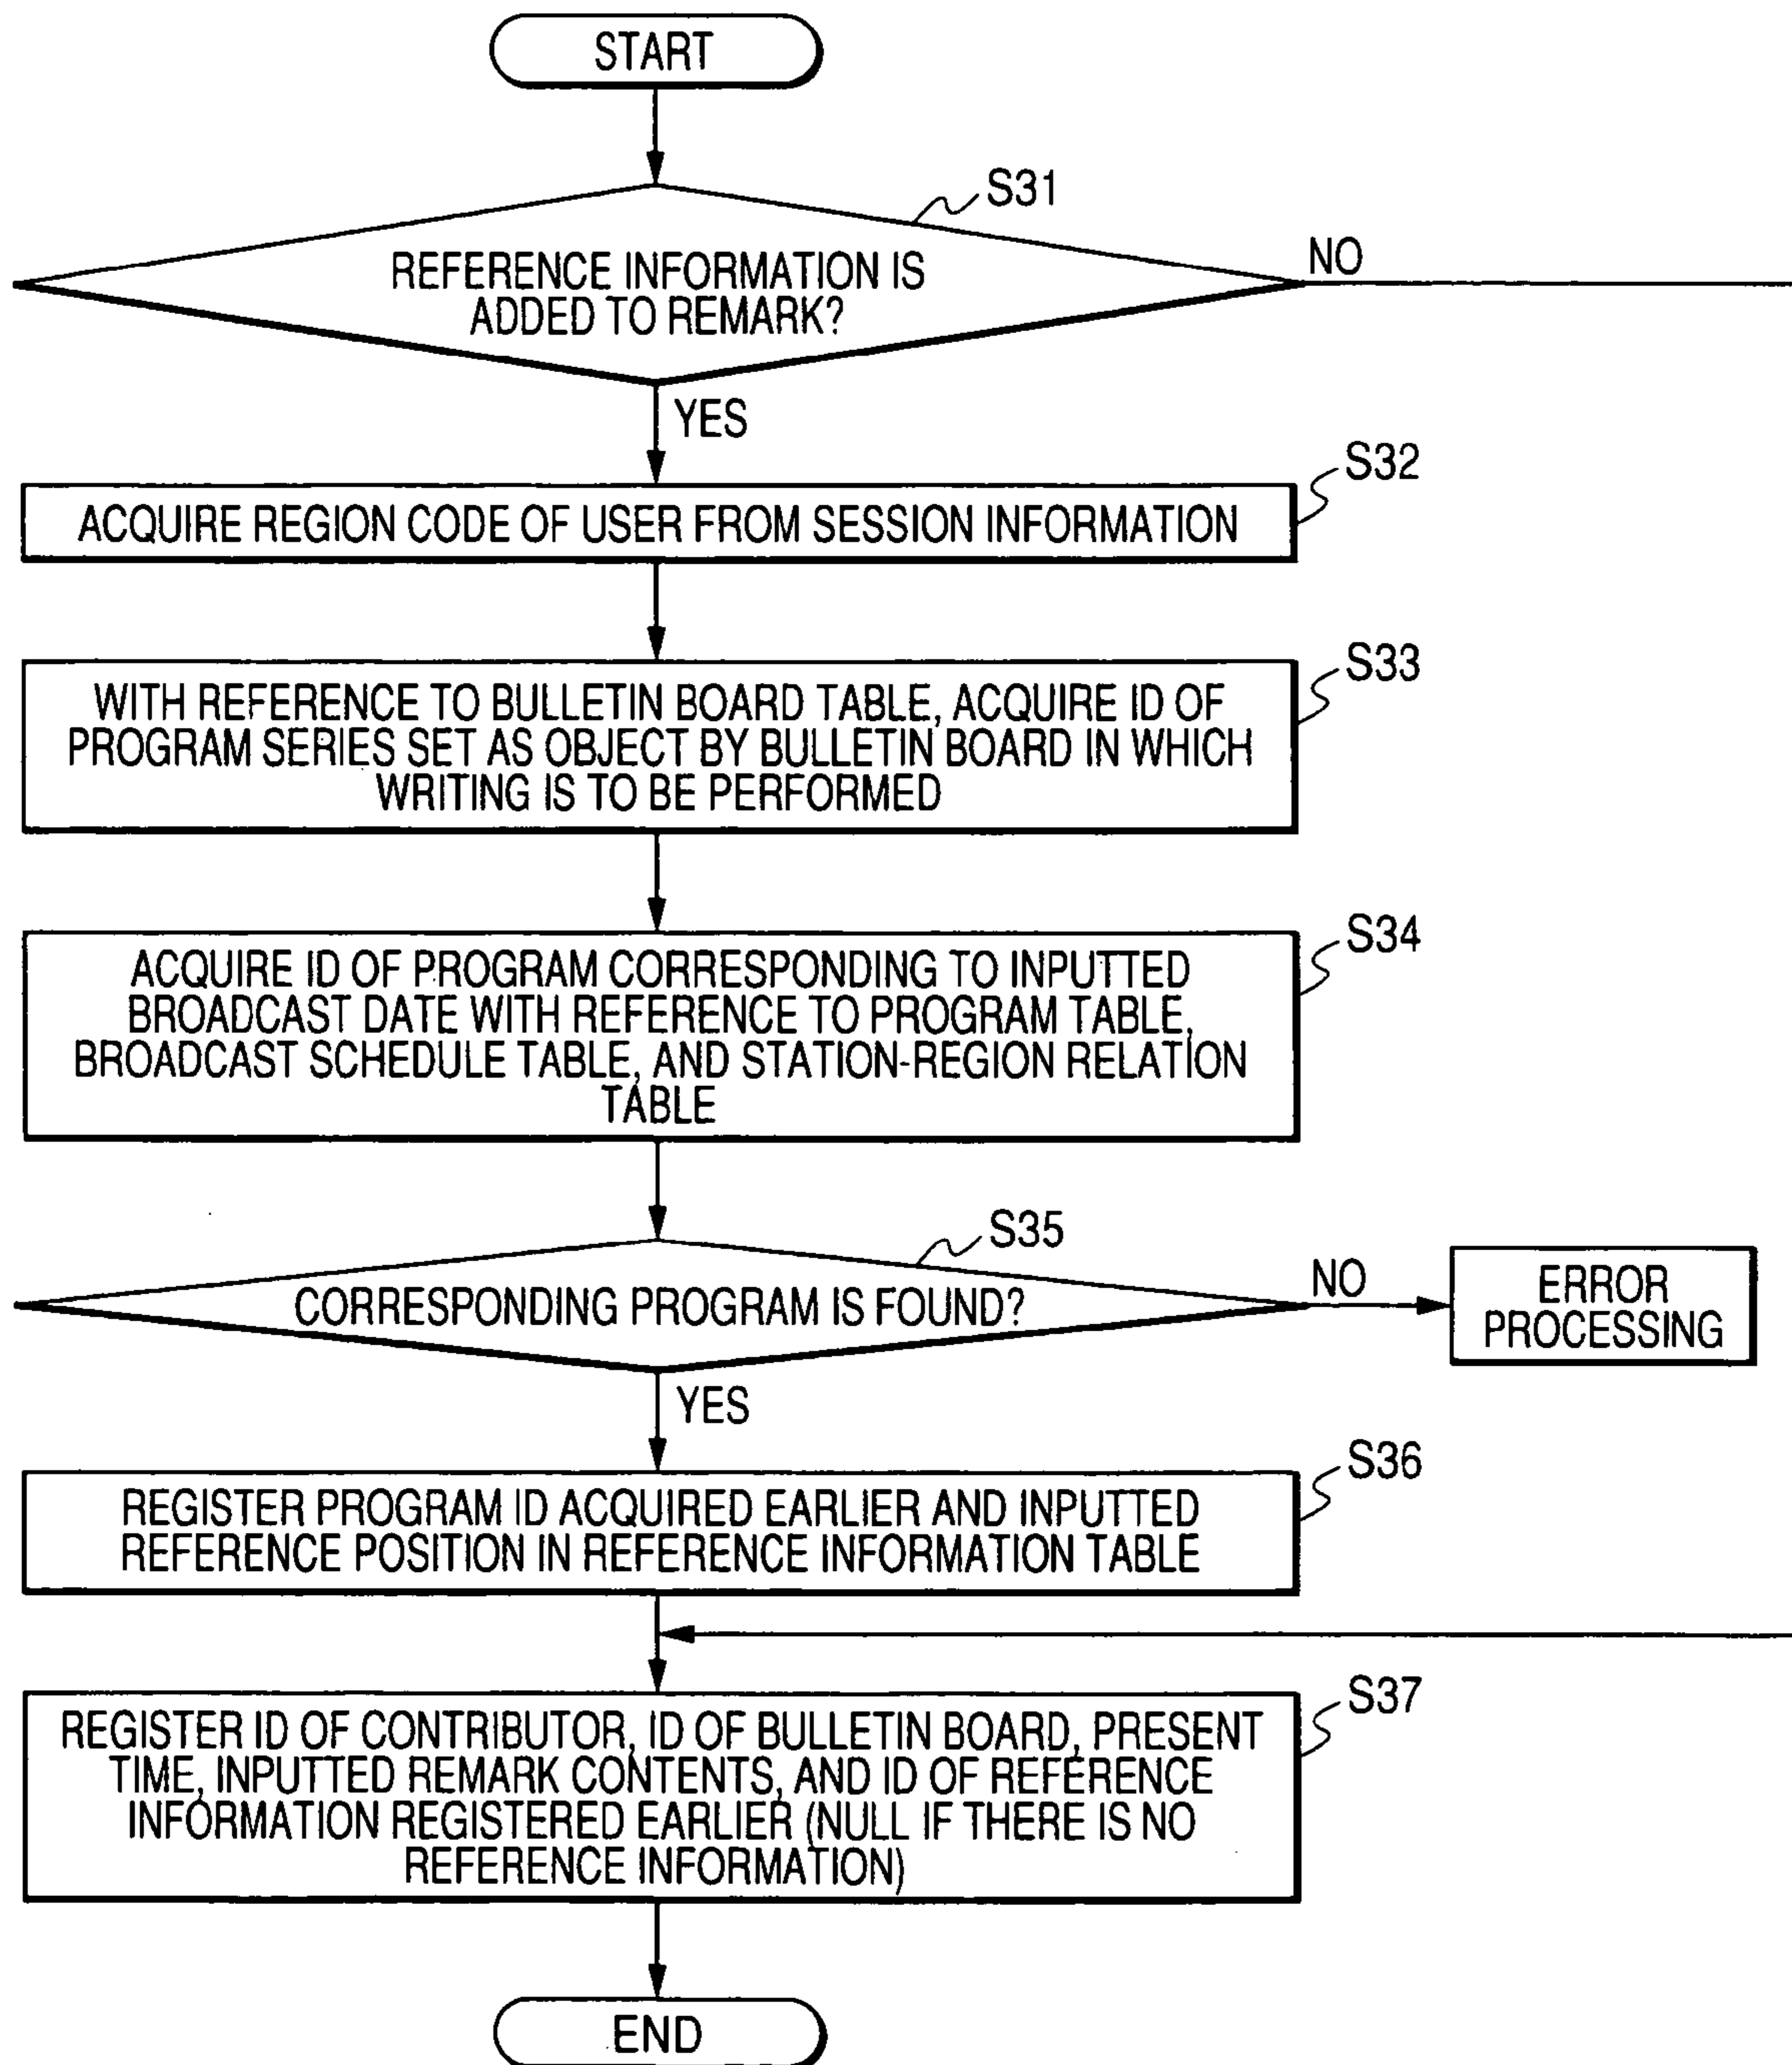 START
S31
REFERENCE INFORMATION IS
ADDED TO REMARK?
NO
YES
S32
ACQUIRE REGION CODE OF USER FROM SESSION INFORMATION
S33
WITH REFERENCE TO BULLETIN BOARD TABLE, ACQUIRE ID OF
PROGRAM SERIES SET AS OBJECT BY BULLETIN BOARD IN WHICH
WRITING IS TO BE PERFORMED
S34
ACQUIRE ID OF PROGRAM CORRESPONDING TO INPUTTED
BROADCAST DATE WITH REFERENCE TO PROGRAM TABLE,
BROADCAST SCHEDULE TABLE, AND STATION-REGION RELATION
TABLE
S35
CORRESPONDING PROGRAM IS FOUND?
NO
ERROR
PROCESSING
YES
S36
REGISTER PROGRAM ID ACQUIRED EARLIER AND INPUTTED
REFERENCE POSITION IN REFERENCE INFORMATION TABLE
S37
REGISTER ID OF CONTRIBUTOR, ID OF BULLETIN BOARD, PRESENT
TIME, INPUTTED REMARK CONTENTS, AND ID OF REFERENCE
INFORMATION REGISTERED EARLIER (NULL IF THERE IS NO
REFERENCE INFORMATION)
END